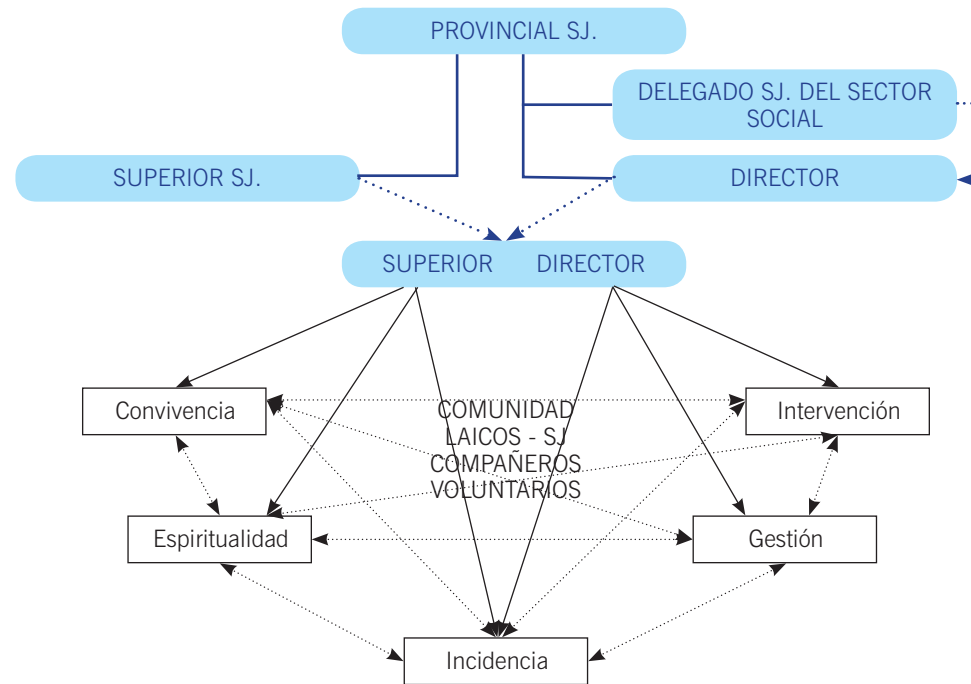 PROVINCIAL SJ.
DELEGADO SJ. DEL SECTOR
SOCIAL
SUPERIOR SJ.
DIRECTOR
SUPERIOR DIRECTOR
Convivencia
COMUNIDAD
LAICOS - SJ
COMPAÑEROS
VOLUNTARIOS
Intervención
Espiritualidad
Gestión
Incidencia